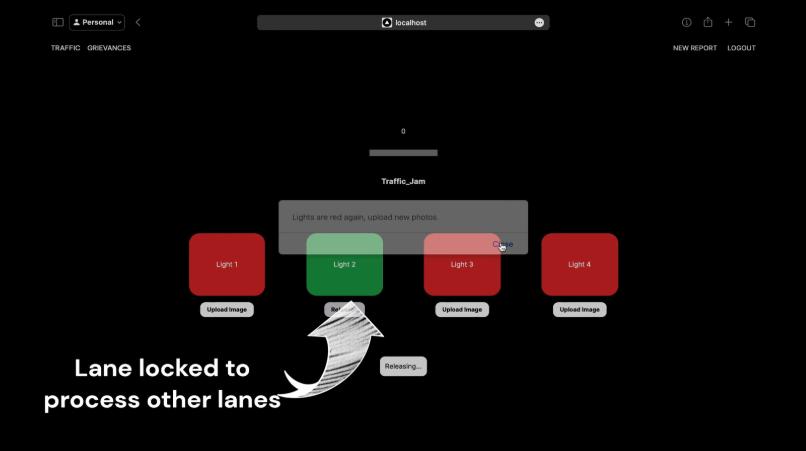 Personal
localhost
TRAFFIC GRIEVANCES
NEW REPORT LOGOUT
0
Traffic_Jam
Lights are red again, upload new photos.
Close
Light 1
Light 2
Light 3
Light 4
Upload Image
Upload Image
Upload Image
Releasing...
Lane locked to
process other lanes